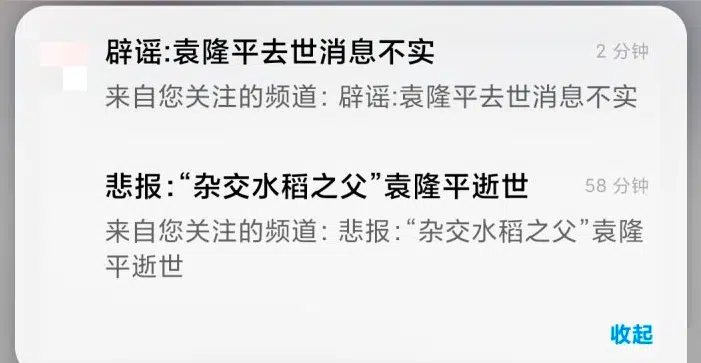 辟谣:袁隆平去世消息不实
2 分钟
来自您关注的频道: 辟谣:袁隆平去世消息不实
悲报:“杂交水稻之父”袁隆平逝世
58 分钟
来自您关注的频道: 悲报:“杂交水稻之父”袁隆
平逝世
收起